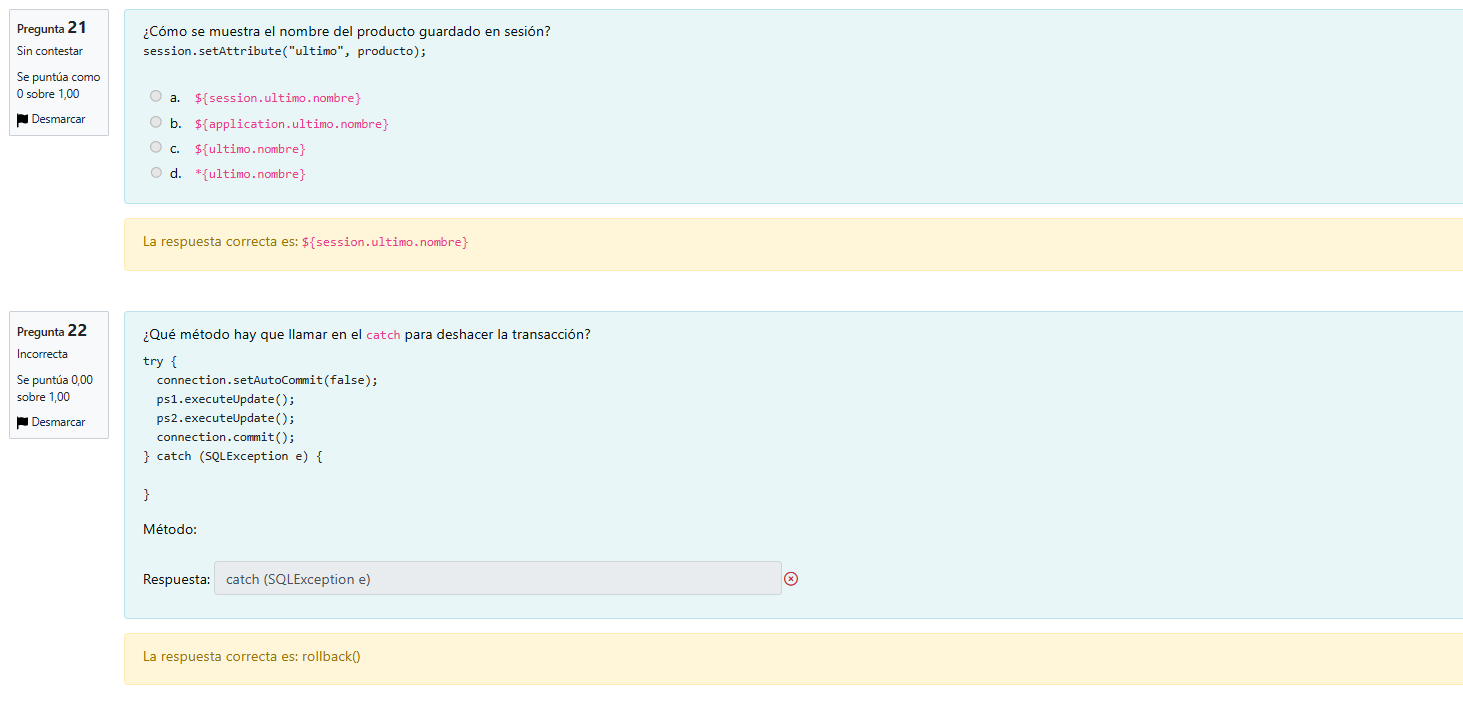 Pregunta 21
Sin contestar
Se puntúa como
0 sobre 1,00
Desmarcar
¿Cómo se muestra el nombre del producto guardado en sesión?
session.setAttribute("ultimo", producto);
a. ${session.ultimo.nombre}
b. ${application.ultimo.nombre}
c. ${ultimo.nombre}
d. *{ultimo.nombre}
La respuesta correcta es: ${session.ultimo.nombre}
Pregunta 22
Incorrecta
Se puntúa 0,00
sobre 1,00
Desmarcar
¿Qué método hay que llamar en el catch para deshacer la transacción?
try {
  connection.setAutoCommit(false);
  ps1.executeUpdate();
  ps2.executeUpdate();
  connection.commit();
} catch (SQLException e) {
}
Método:
Respuesta: catch (SQLException e)
La respuesta correcta es: rollback()